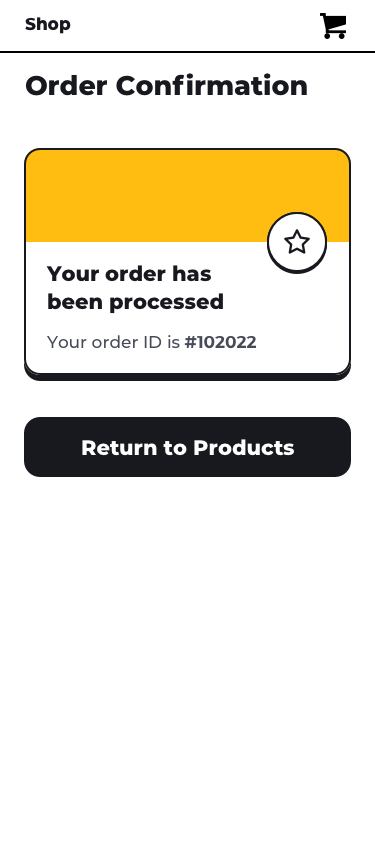 Shop
Order Confirmation
Your order has
been processed
Your order ID is #102022
Return to Products